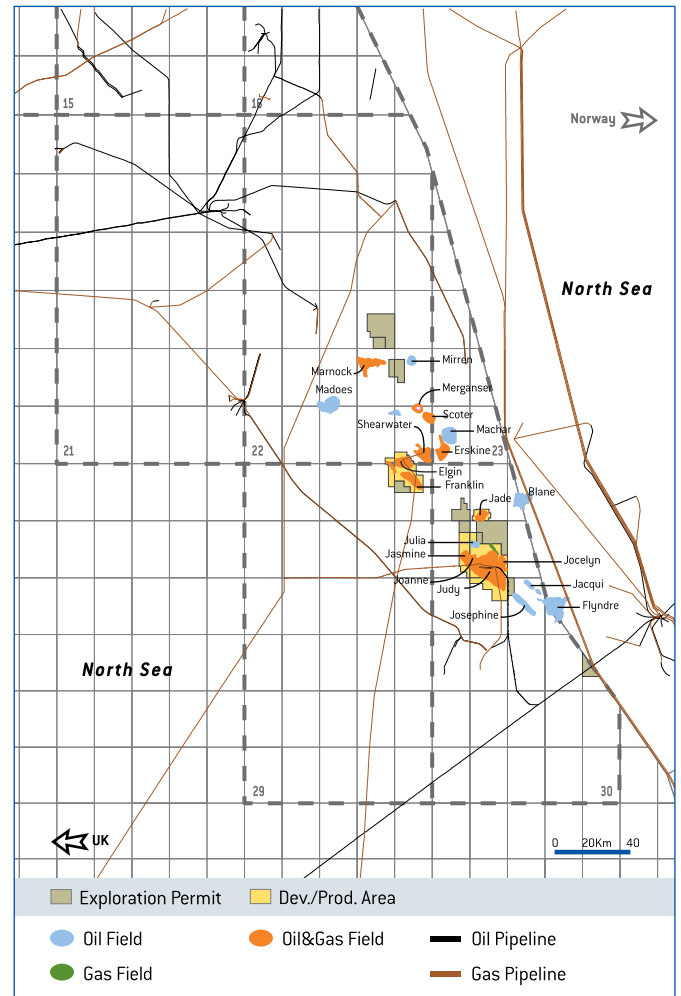 15
16
Norway
North Sea
Mirren
Marnock
Madoes
Merganser
Scoter
Shearwater
Machar
Erskine
21
22
23
Elgin
Franklin
Jade
Blane
Julia
Jasmine
Jocelyn
Joanne
Jacqui
Judy
Flyndre
Josephine
North Sea
29
30
UK
0 20Km 40
Exploration Permit Dev./Prod. Area
Oil Field Oil&Gas Field Oil Pipeline
Gas Field Gas Pipeline